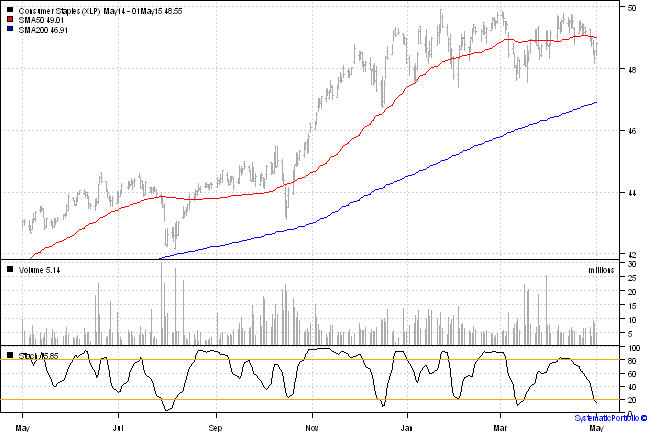 Consumer Staples (XLP) May14 - 01May15 48.55
SMA50 49.01
SMA200 46.91
50
48
46
44
42
Volume 5.14
millions
30
25
20
15
10
5
100
80
60
40
20
0
May
Jul
Sep
Nov
Jan
Mar
May
SystematicPortfolio ©